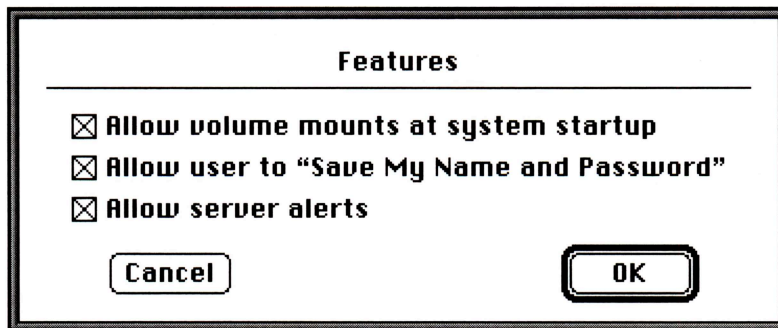 Features
Allow volume mounts at system startup
Allow user to “Save My Name and Password”
Allow server alerts
Cancel
OK